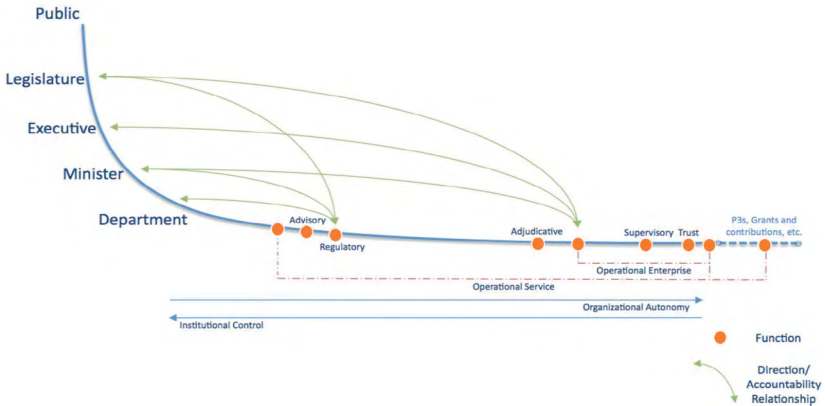 Public
Legislature
Executive
Minister
Department
Advisory
Regulatory
Adjudicative
Supervisory Trust
P3s, Grants and
contributions, etc.
Operational Enterprise
Operational Service
Organizational Autonomy
Institutional Control
Function
Direction/
Accountability
Relationship